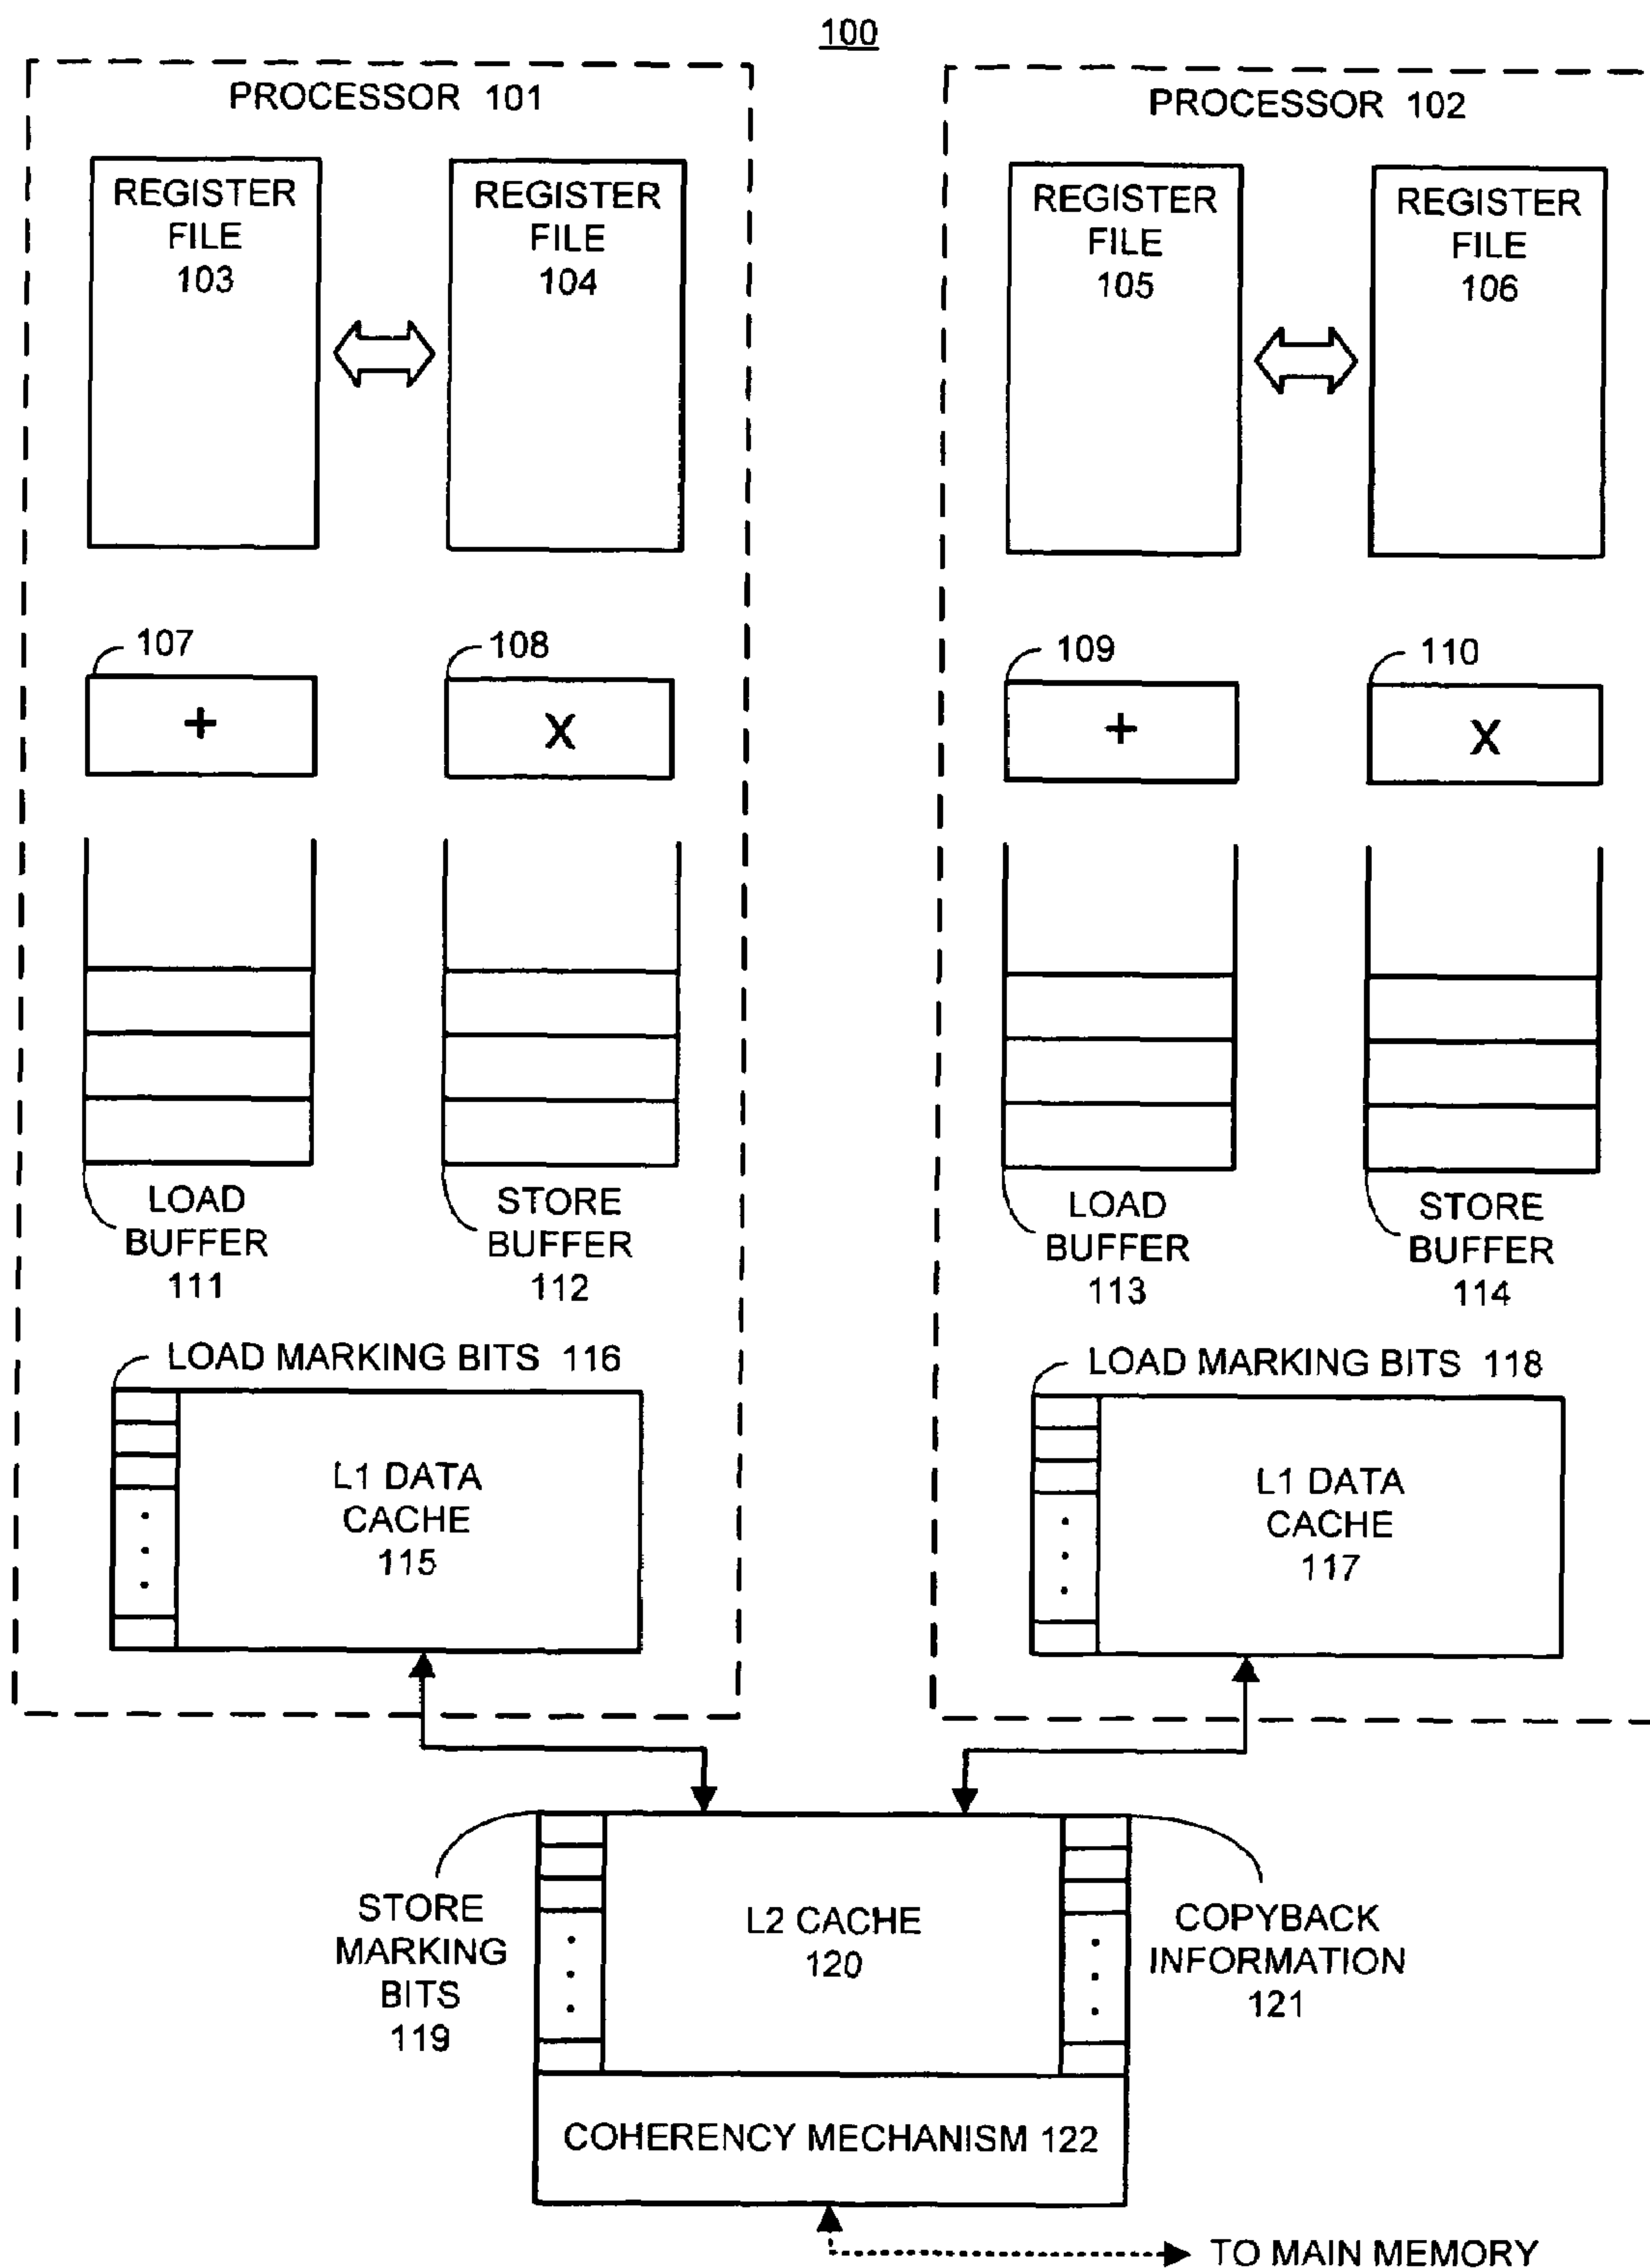 100
PROCESSOR 101
REGISTER
FILE
103
REGISTER
FILE
104
107
+
108
X
LOAD
BUFFER
111
STORE
BUFFER
112
LOAD MARKING BITS 116
L1 DATA
CACHE
115
PROCESSOR 102
REGISTER
FILE
105
REGISTER
FILE
106
109
+
110
X
LOAD
BUFFER
113
STORE
BUFFER
114
LOAD MARKING BITS 118
L1 DATA
CACHE
117
STORE
MARKING
BITS
119
L2 CACHE
120
COPYBACK
INFORMATION
121
COHERENCY MECHANISM 122
TO MAIN MEMORY